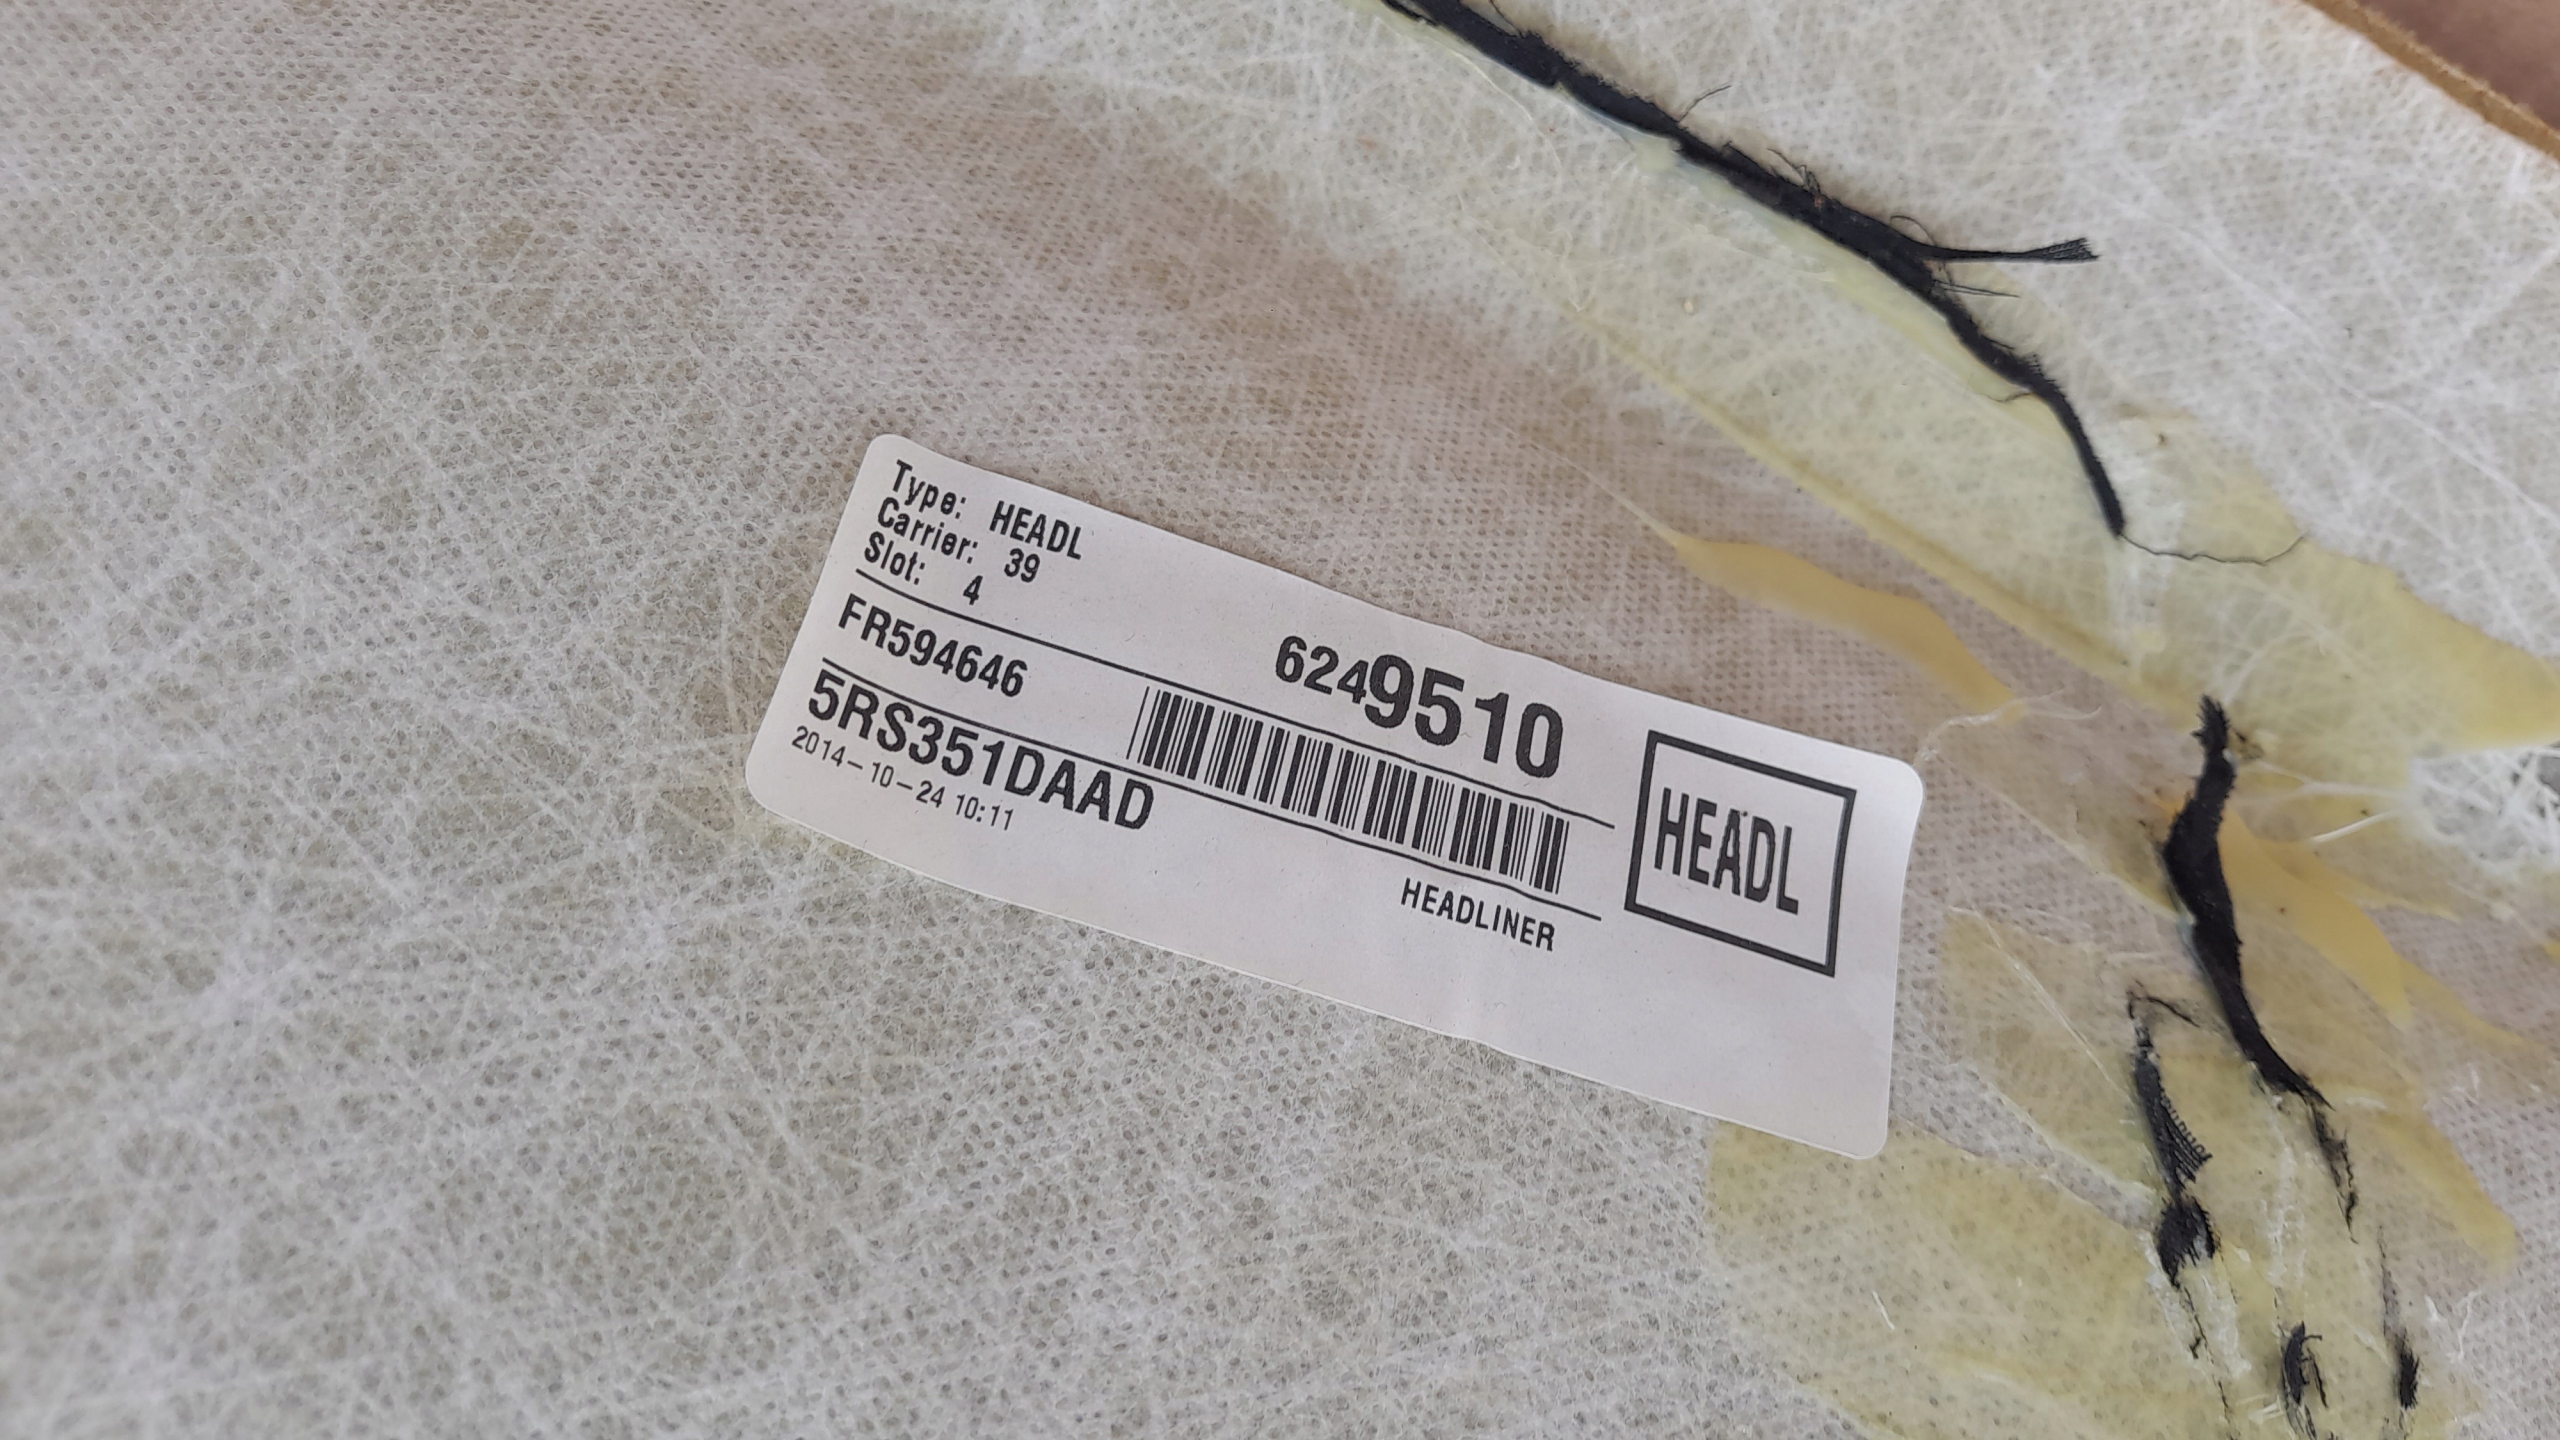 Type: HEADL
Carrier: 39
Slot: 4
6249510
FR594646
5RS351DAAD
2014-10-24 10:11
HEADLINER
HEADL